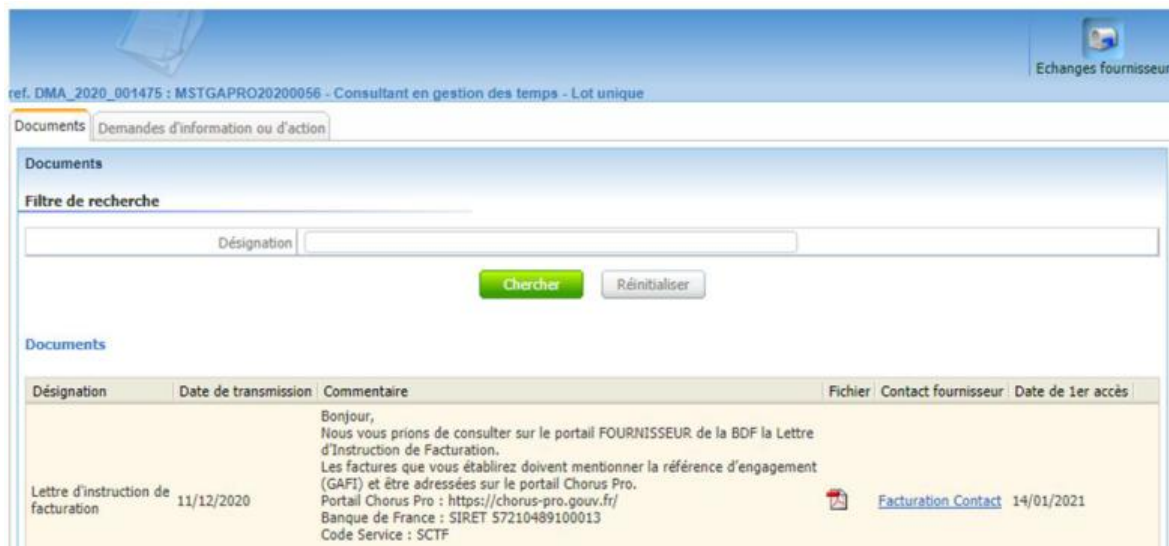 Echanges fournisseur
ref. DMA_2020_001475 : MSTGAPRO20200056 - Consultant en gestion des temps - Lot unique
Documents Demandes d'information ou d'action
Documents
Filtre de recherche
Désignation
Chercher Réinitialiser
Documents
Désignation Date de transmission Commentaire Fichier Contact fournisseur Date de 1er accès
Bonjour,
Nous vous prions de consulter sur le portail FOURNISSEUR de la BDF la Lettre
d'Instruction de Facturation.
Les factures que vous établirez doivent mentionner la référence d'engagement
(GAFI) et être adressées sur le portail Chorus Pro.
Lettre d'instruction de facturation 11/12/2020 Portail Chorus Pro : https://chorus-pro.gouv.fr/ Facturation Contact 14/01/2021
Banque de France : SIRET 57210489100013
Code Service : SCTF